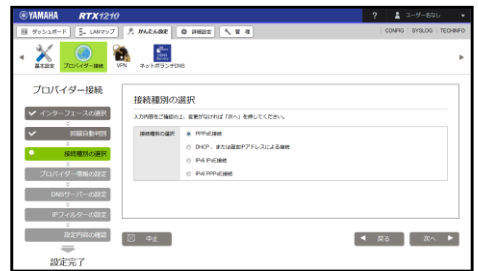 YAMAHA RTX1210
? ユーザー名なし
ダッシュボード LANマップ かんたん設定 詳細設定 管理 CONFIG SYSLOG TECHINFO
基本設定 プロバイダー接続 VPN ネットボランチDNS
プロバイダー接続
インターフェースの選択
回線自動判別
接続種別の選択
プロバイダー情報の設定
DNSサーバーの設定
IPフィルターの設定
設定内容の確認
設定完了
接続種別の選択
入力内容をご確認の上、変更がなければ「次へ」を押してください。
接続種別の選択 PPPoE接続
DHCP 、または固定IPアドレスによる接続
IPv6 IPoE接続
IPv6 PPPoE接続
中止 戻る 次へ